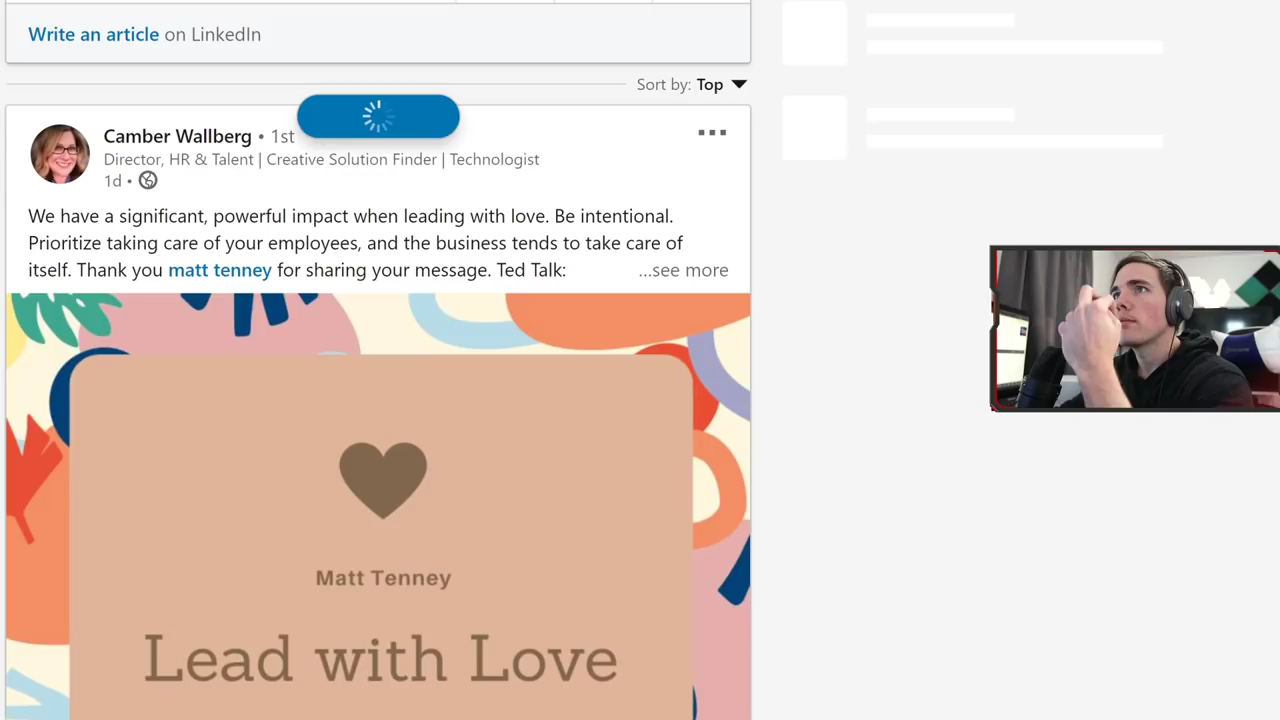 Write an article on LinkedIn
Sort by: Top
Camber Wallberg • 1st
Director, HR & Talent | Creative Solution Finder | Technologist
1d •
We have a significant, powerful impact when leading with love. Be intentional.
Prioritize taking care of your employees, and the business tends to take care of
itself. Thank you matt tenney for sharing your message. Ted Talk: ...see more
Matt Tenney
Lead with Love